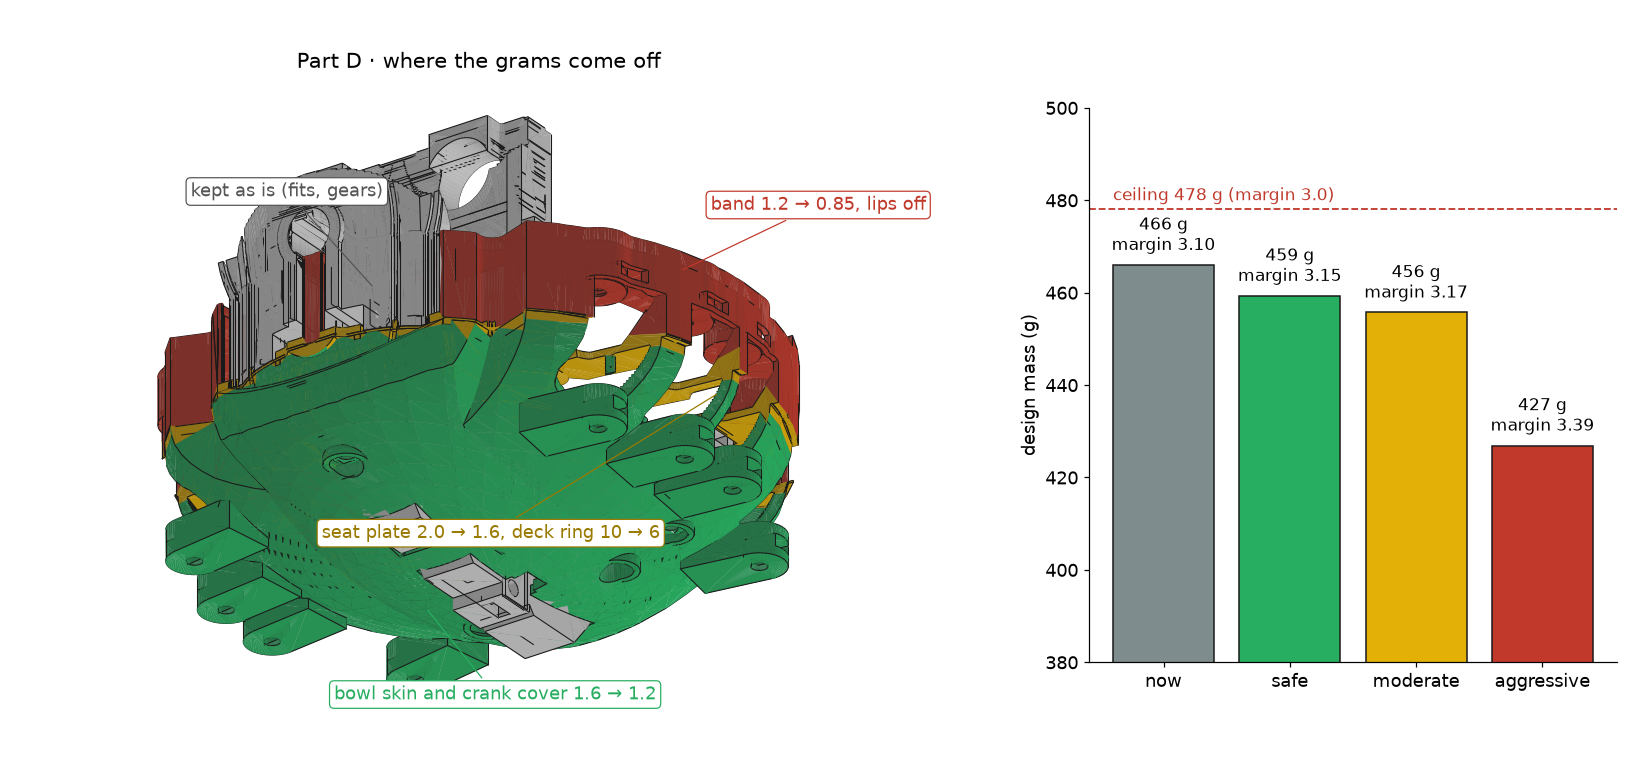 Part D · where the grams come off
kept as is (fits, gears)
band 1.2 → 0.85, lips off
seat plate 2.0 → 1.6, deck ring 10 → 6
bowl skin and crank cover 1.6 → 1.2
design mass (g)
500
480
460
440
420
400
380
ceiling 478 g (margin 3.0)
466 g
margin 3.10
459 g
margin 3.15
456 g
margin 3.17
427 g
margin 3.39
now
safe
moderate
aggressive